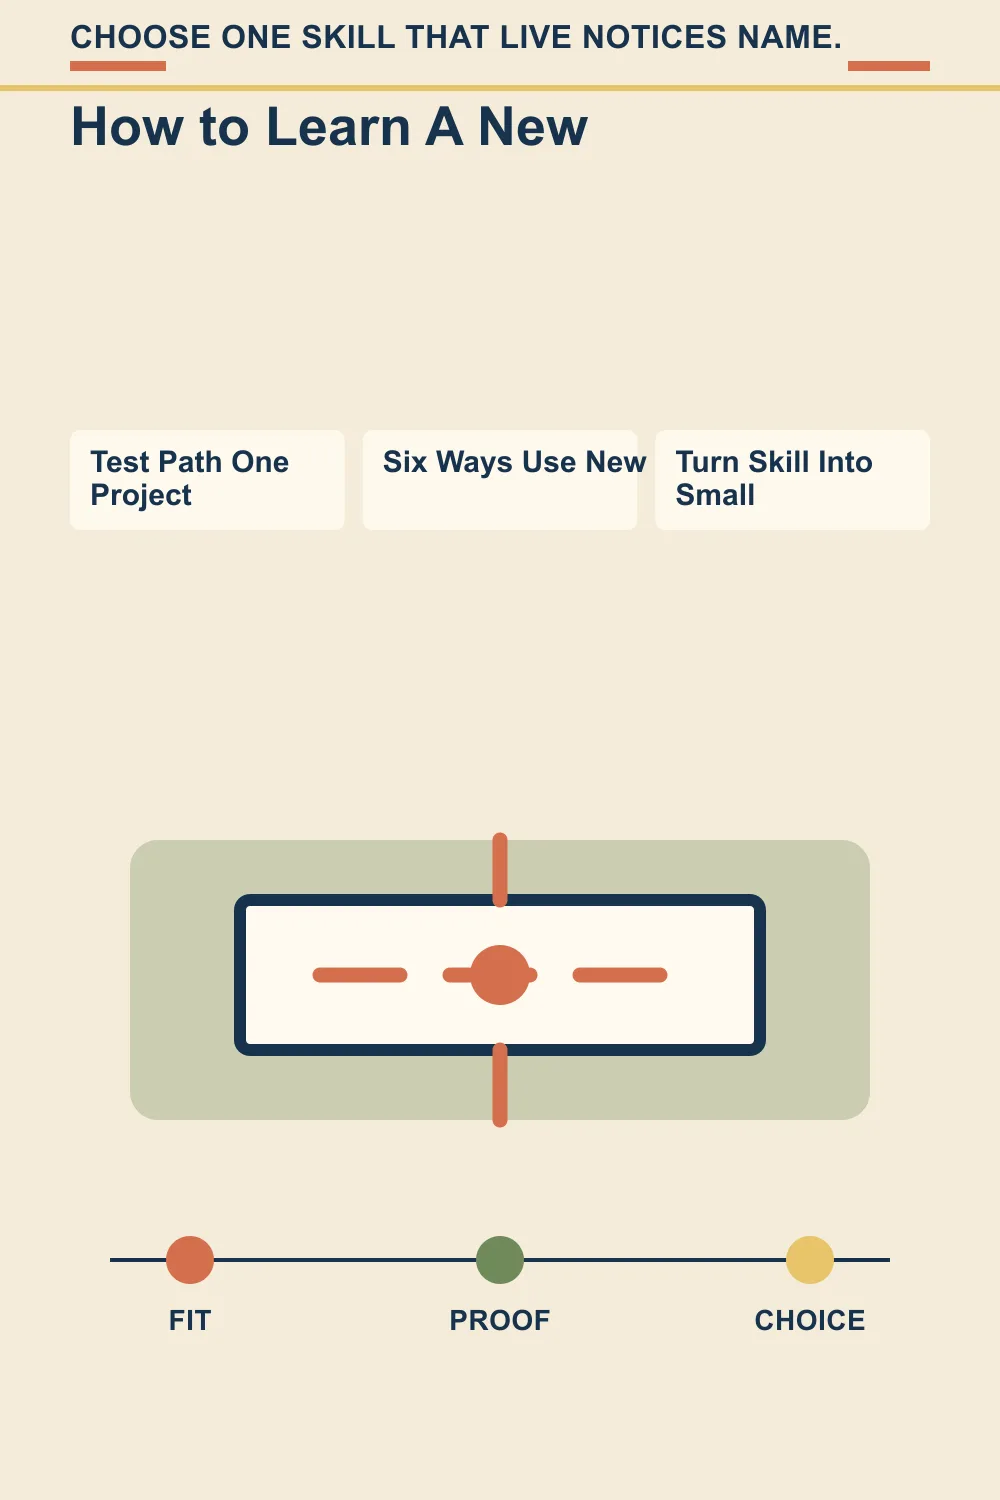 CHOOSE ONE SKILL THAT LIVE NOTICES NAME.
How to Learn A New
Test Path One
Project
Six Ways Use New
Turn Skill Into
Small
FIT
PROOF
CHOICE